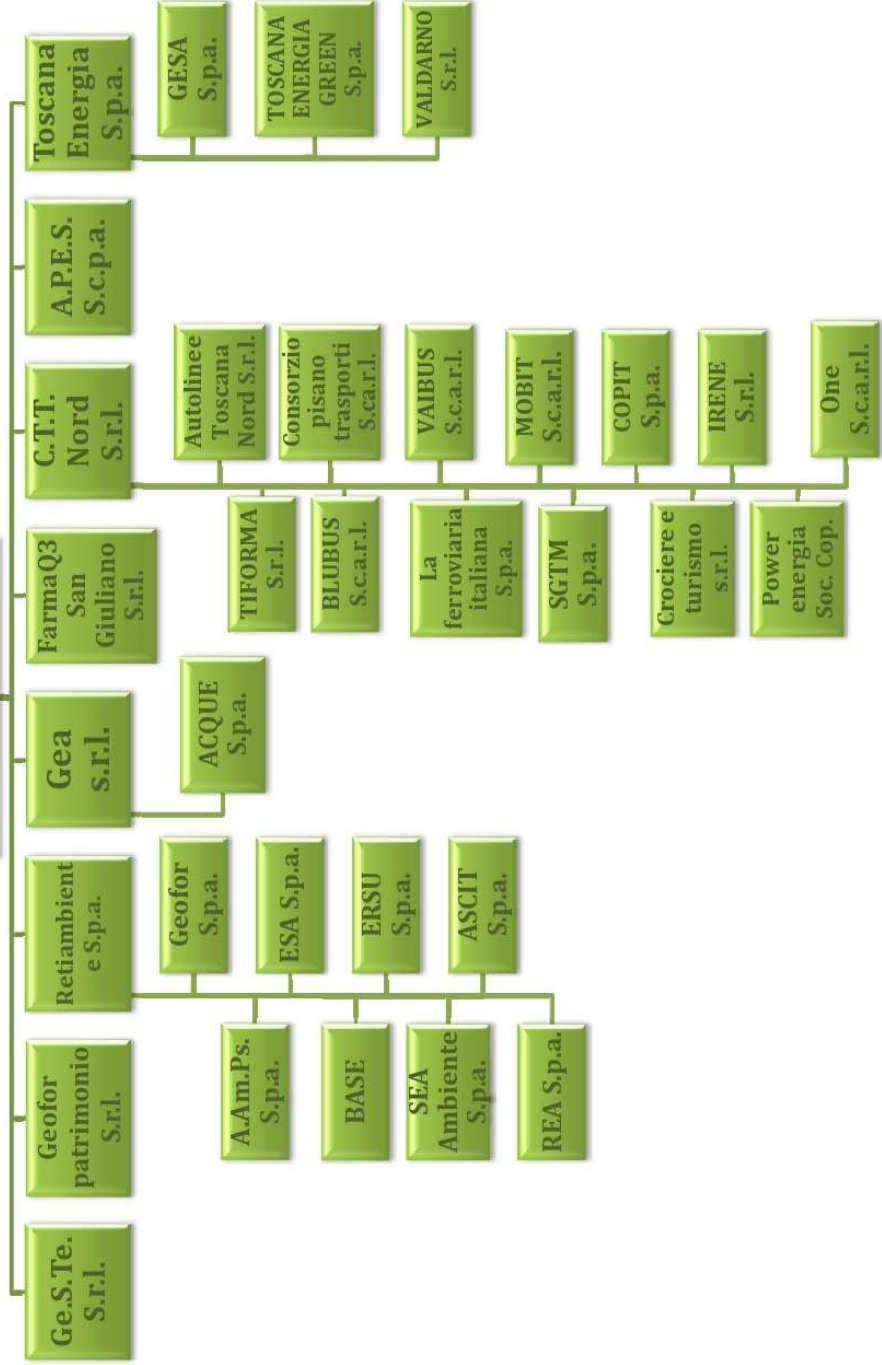 Ge.S.Te.
S.r.l.
Geofor
patrimonio
S.r.l.
Retiambient
e S.p.a.
Gea
s.r.l.
FarmaQ3
San
Giuliano
S.r.l.
C.T.T.
Nord
S.r.l.
A.P.E.S.
S.c.p.a.
Toscana
Energia
S.p.a.
A.Am.Ps.
S.p.a.
BASE
SEA
Ambiente
S.p.a.
REA S.p.a.
Geofor
S.p.a.
ESA S.p.a.
ERSU
S.p.a.
ASCIT
S.p.a.
ACQUE
S.p.a.
TIFORMA
S.r.l.
BLUBUS
S.c.a.r.l.
La
ferroviaria
italiana
S.p.a.
SGTM
S.p.a.
Crociere e
turismo
s.r.l.
Power
energia
Soc. Cop.
Autolinee
Toscana
Nord S.r.l.
Consorzio
pisano
trasporti
S.ca.r.l.
VAIBUS
S.c.a.r.l.
MOBIT
S.c.a.r.l.
COPIT
S.p.a.
IRENE
S.r.l.
One
S.c.a.r.l.
GESA
S.p.a.
TOSCANA
ENERGIA
GREEN
S.p.a.
VALDARNO
S.r.l.